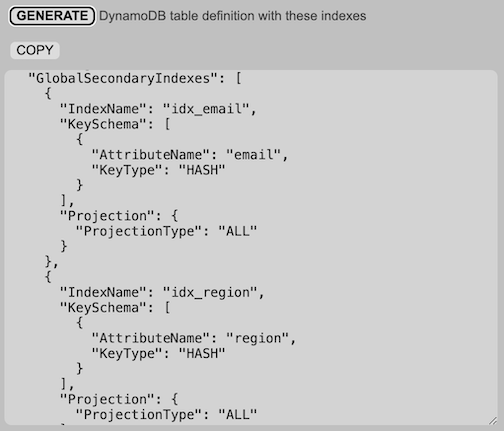 GENERATE DynamoDB table definition with these indexes
COPY
"GlobalSecondaryIndexes": [
{
"IndexName": "idx_email",
"KeySchema": [
{
"AttributeName": "email",
"KeyType": "HASH"
}
],
"Projection": {
"ProjectionType": "ALL"
}
},
{
"IndexName": "idx_region",
"KeySchema": [
{
"AttributeName": "region",
"KeyType": "HASH"
}
],
"Projection": {
"ProjectionType": "ALL"